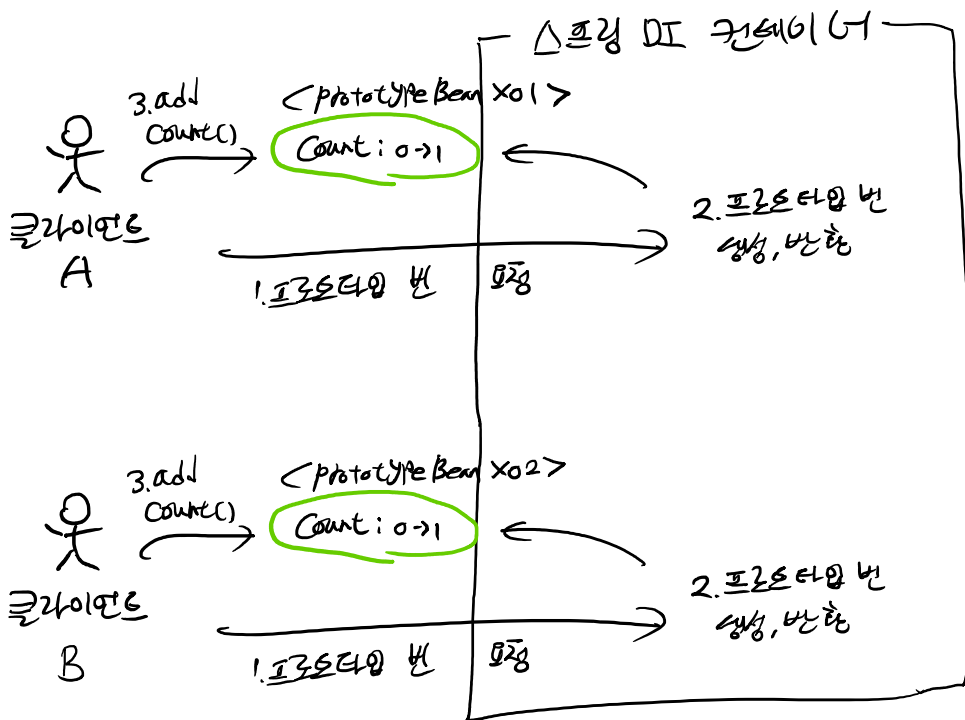 스프링 DI 컨테이너
3.add
count()
<prototypeBean x01>
Count : 0→1
클라이언트
A
2.프로토타입 빈
생성, 반환
1.프로토타입 빈 요청
3.add
count()
<prototypeBean x02>
Count : 0→1
클라이언트
B
2.프로토타입 빈
생성, 반환
1.프로토타입 빈 요청